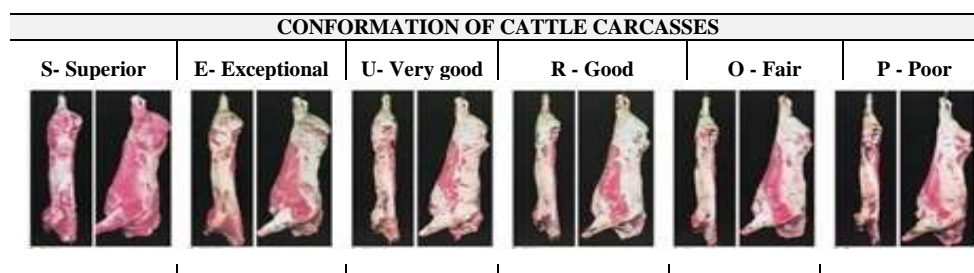 CONFORMATION OF CATTLE CARCASSES
S- Superior E- Exceptional U- Very good R - Good O - Fair P - Poor